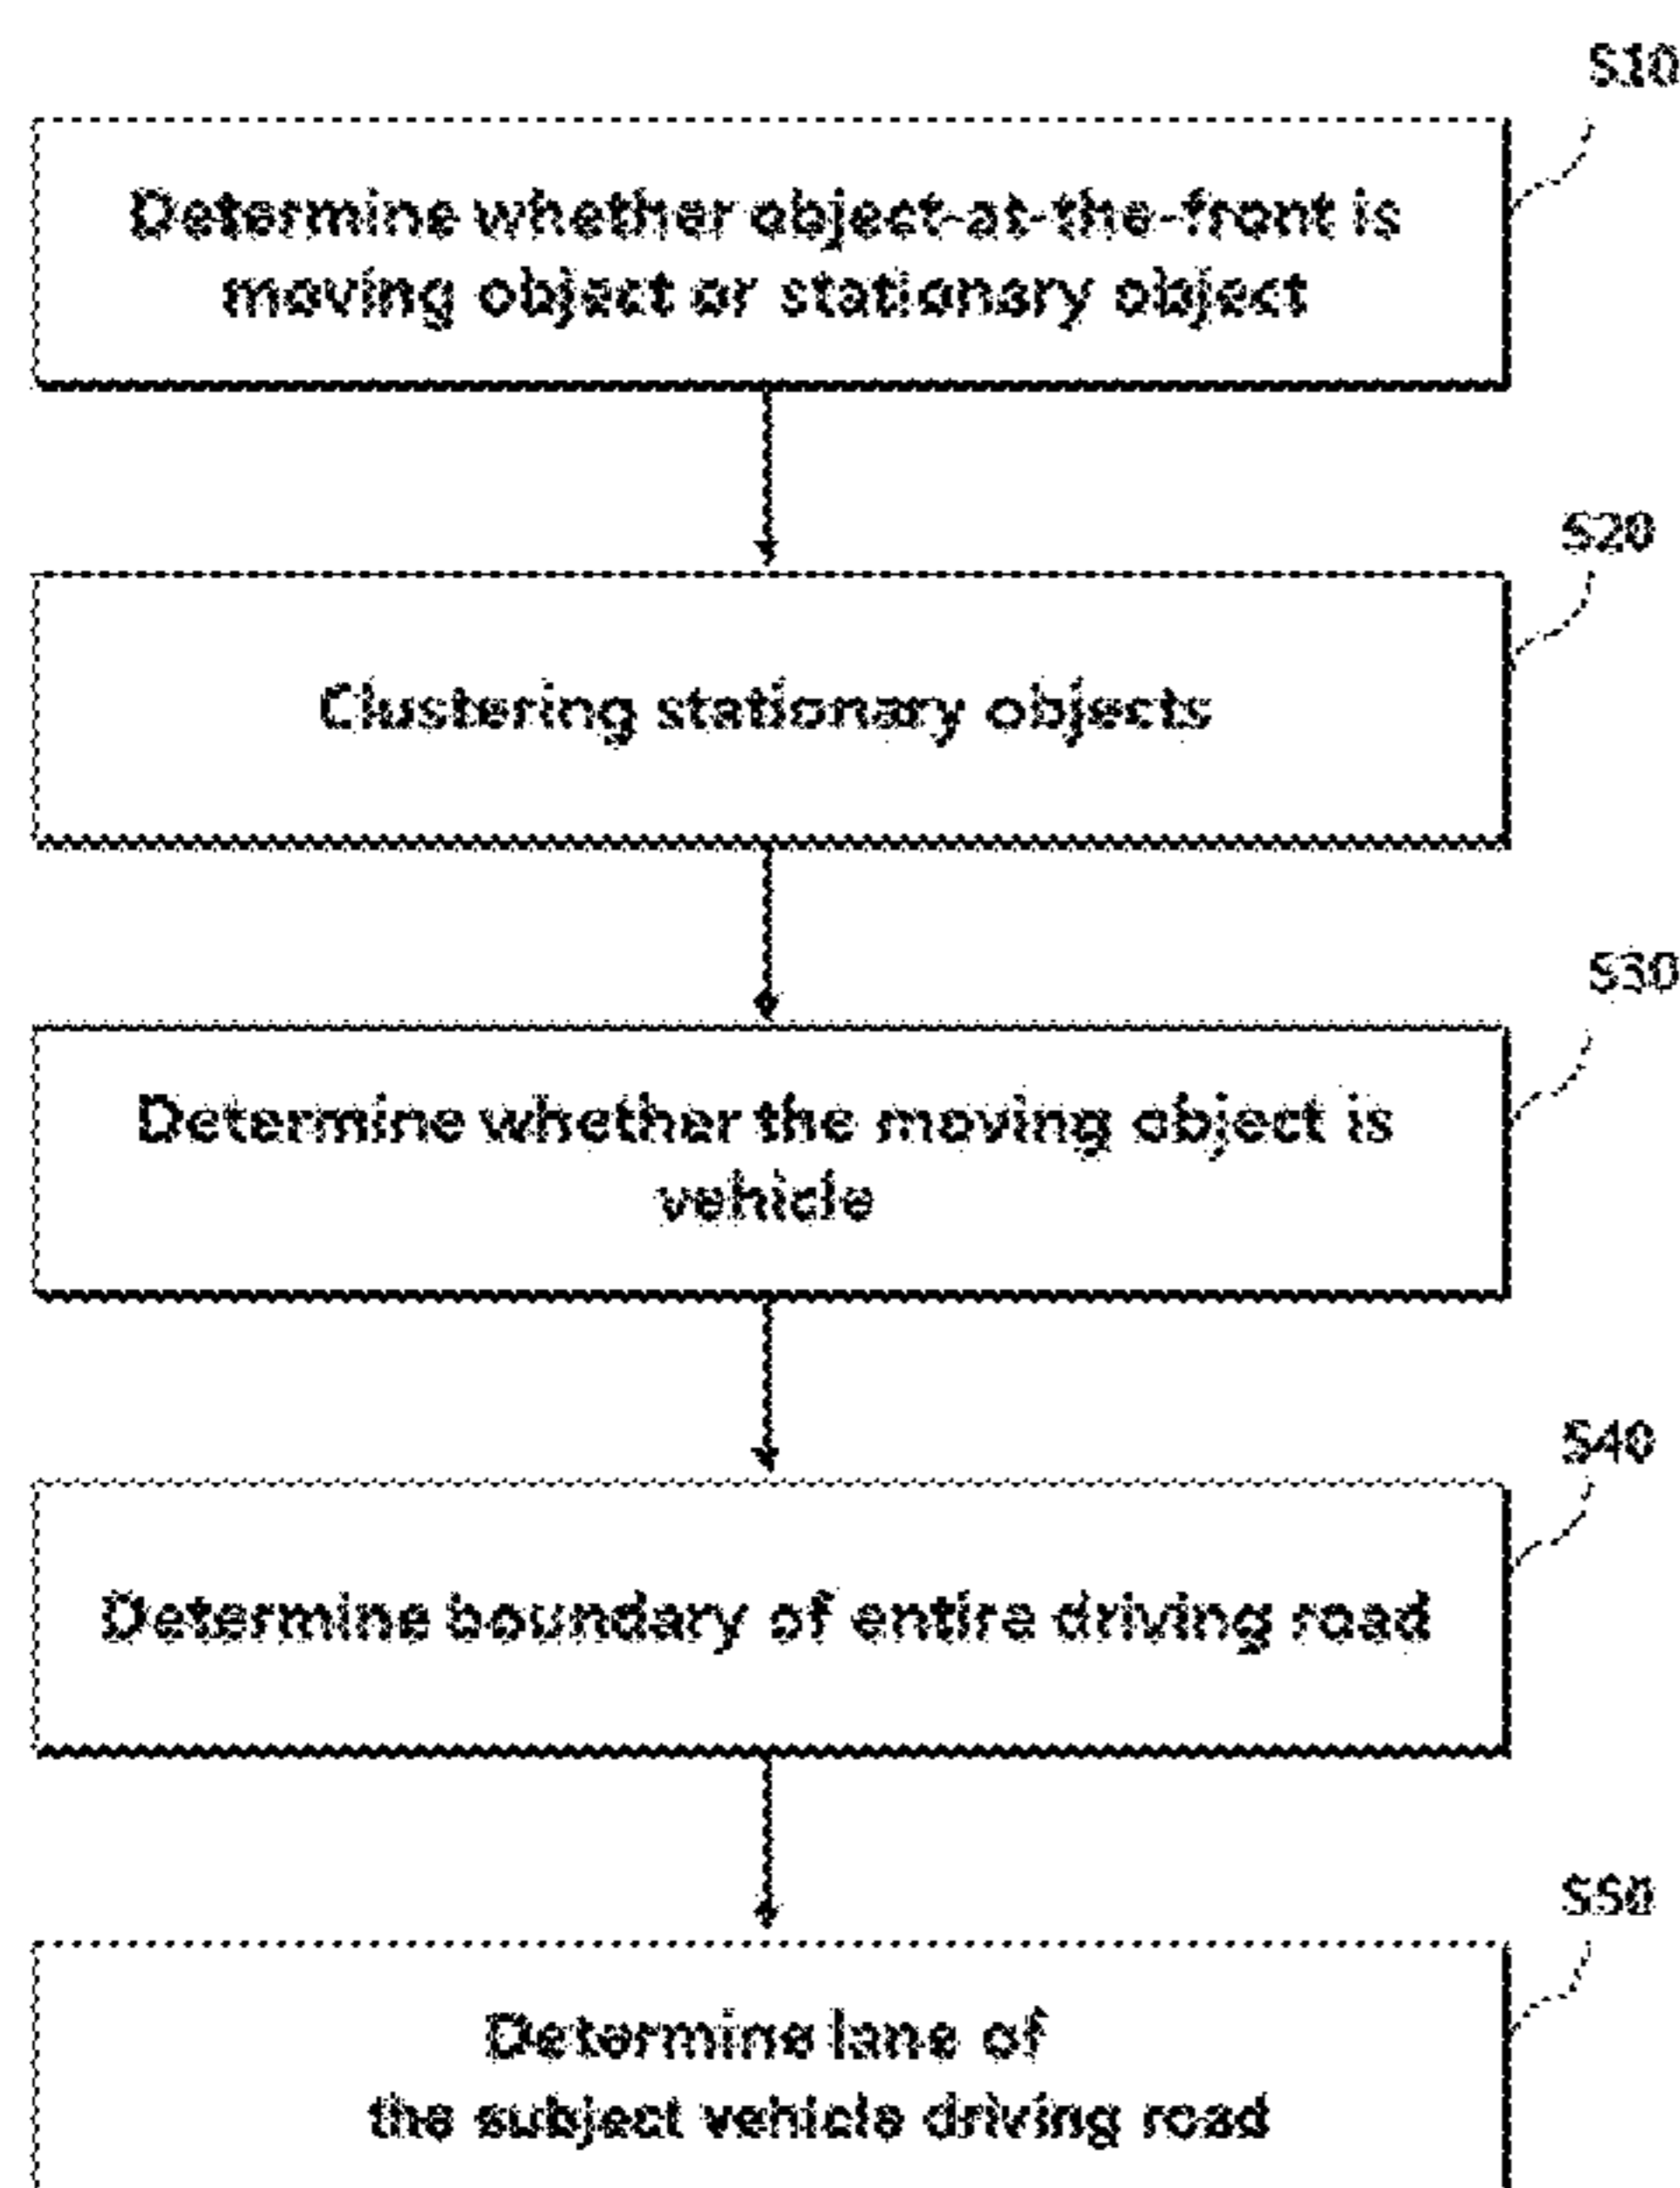 S10
Determine whether object-at-the-front is
moving object or stationary object
S20
Clustering stationary objects
S30
Determine whether the moving object is
vehicle
S40
Determine boundary of entire driving road
S50
Determine lane of
the subject vehicle driving road